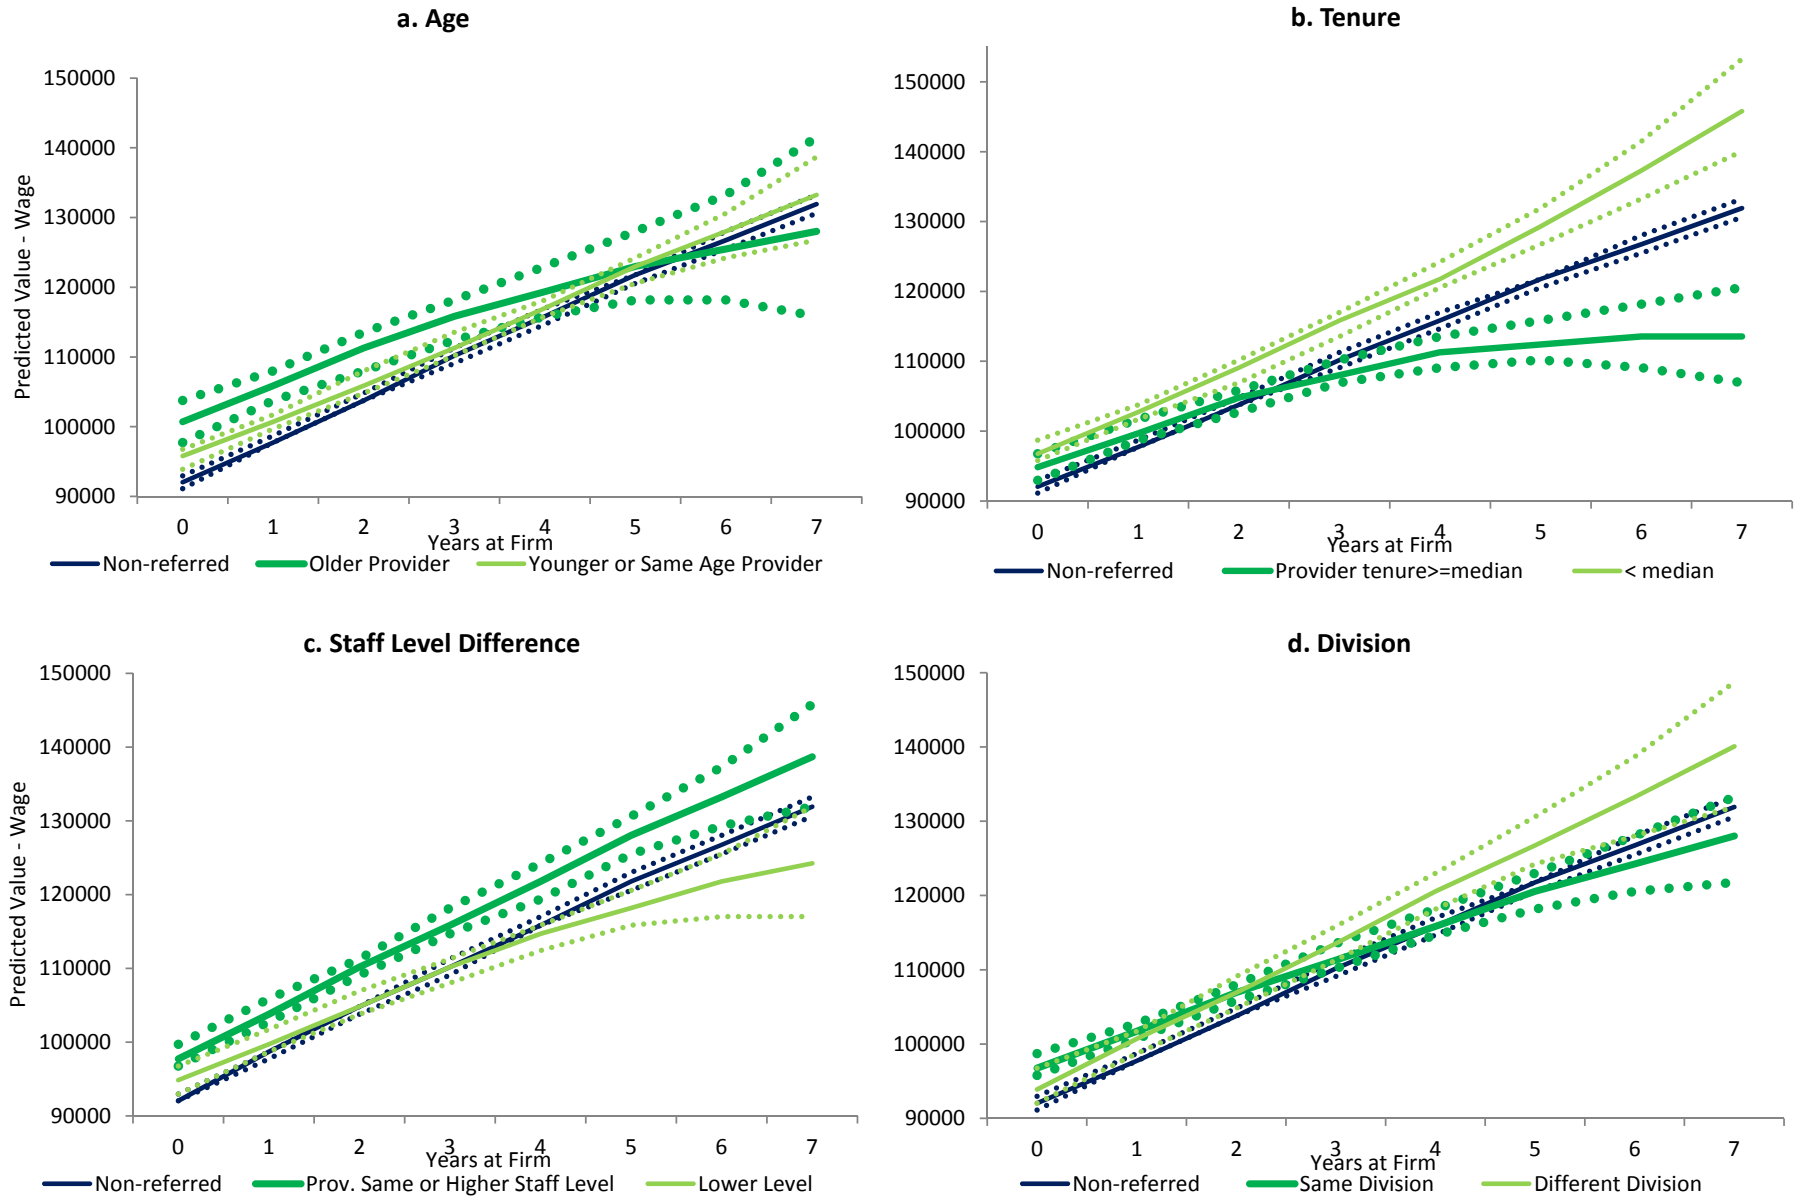 a. Age
Predicted Value - Wage
150000
140000
130000
120000
110000
100000
90000
0 1 2 3 4 5 6 7
Years at Firm
Non-referred Older Provider Younger or Same Age Provider
b. Tenure
150000
140000
130000
120000
110000
100000
90000
0 1 2 3 4 5 6 7
Years at Firm
Non-referred Provider tenure>=median < median
c. Staff Level Difference
Predicted Value - Wage
150000
140000
130000
120000
110000
100000
90000
0 1 2 3 4 5 6 7
Years at Firm
Non-referred Prov. Same or Higher Staff Level Lower Level
d. Division
150000
140000
130000
120000
110000
100000
90000
0 1 2 3 4 5 6 7
Years at Firm
Non-referred Same Division Different Division